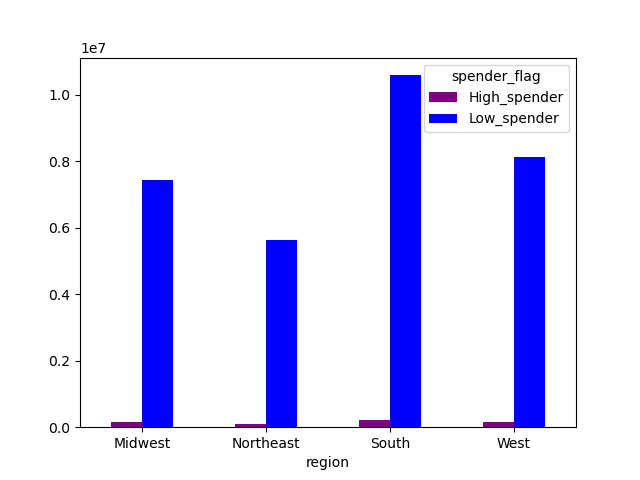 1e7
spender_flag
High_spender
Low_spender
1.0
0.8
0.6
0.4
0.2
0.0
Midwest Northeast South West
region